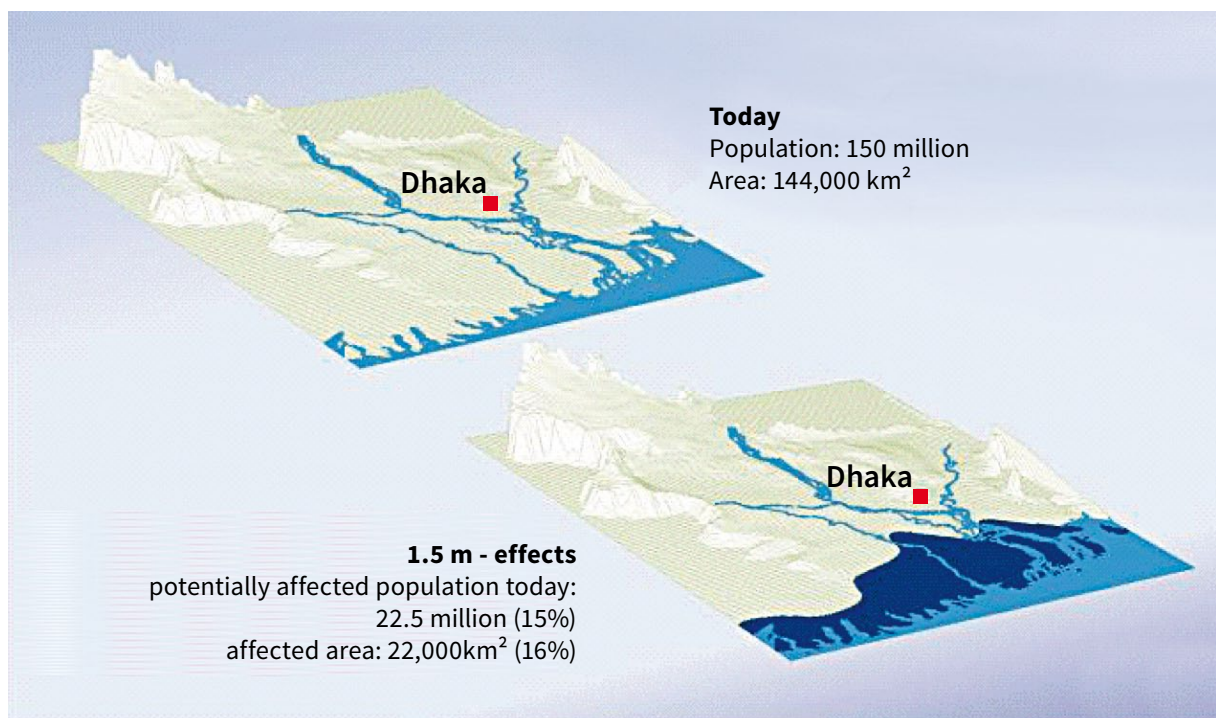 Today
Population: 150 million
Area: 144,000 km²
Dhaka
Dhaka
1.5 m - effects
potentially affected population today:
22.5 million (15%)
affected area: 22,000km² (16%)